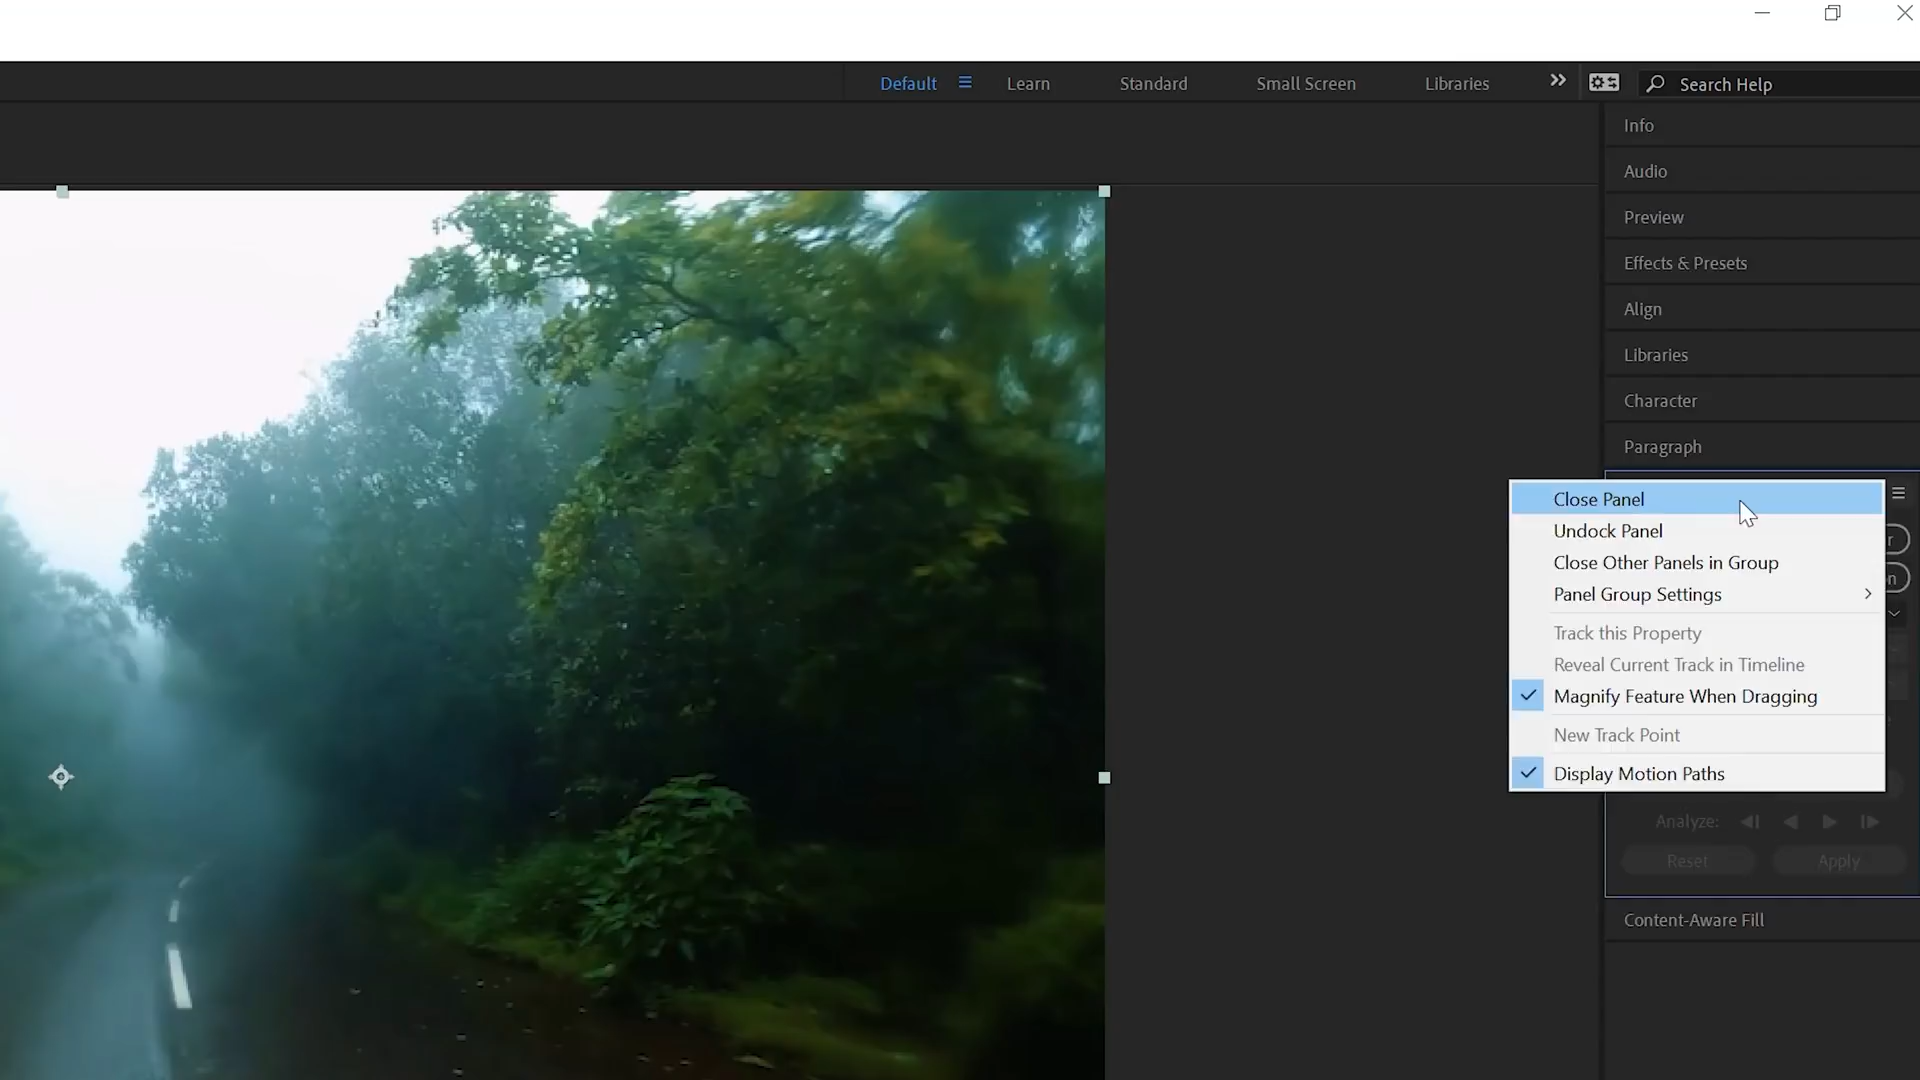 Default Learn Standard Small Screen Libraries Search Help
Info
Audio
Preview
Effects & Presets
Align
Libraries
Character
Paragraph
Close Panel
Undock Panel
Close Other Panels in Group
Panel Group Settings
Track this Property
Reveal Current Track in Timeline
Magnify Feature When Dragging
New Track Point
Display Motion Paths
Analyze:
Reset Apply
Content-Aware Fill